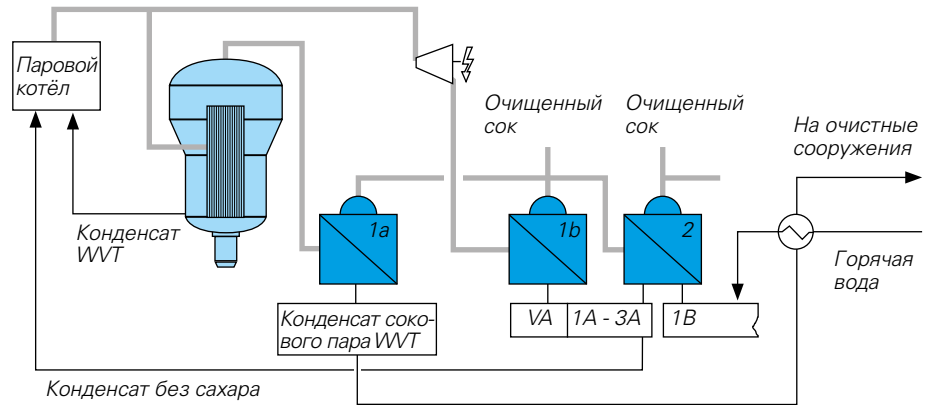 Паровой
котёл
Очищенный
сок
Очищенный
сок
На очистные
сооружения
1a
1b
2
Конденсат
WVT
Горячая
вода
Конденсат соко-
вого пара WVT
VA
1A - 3A
1B
Конденсат без сахара